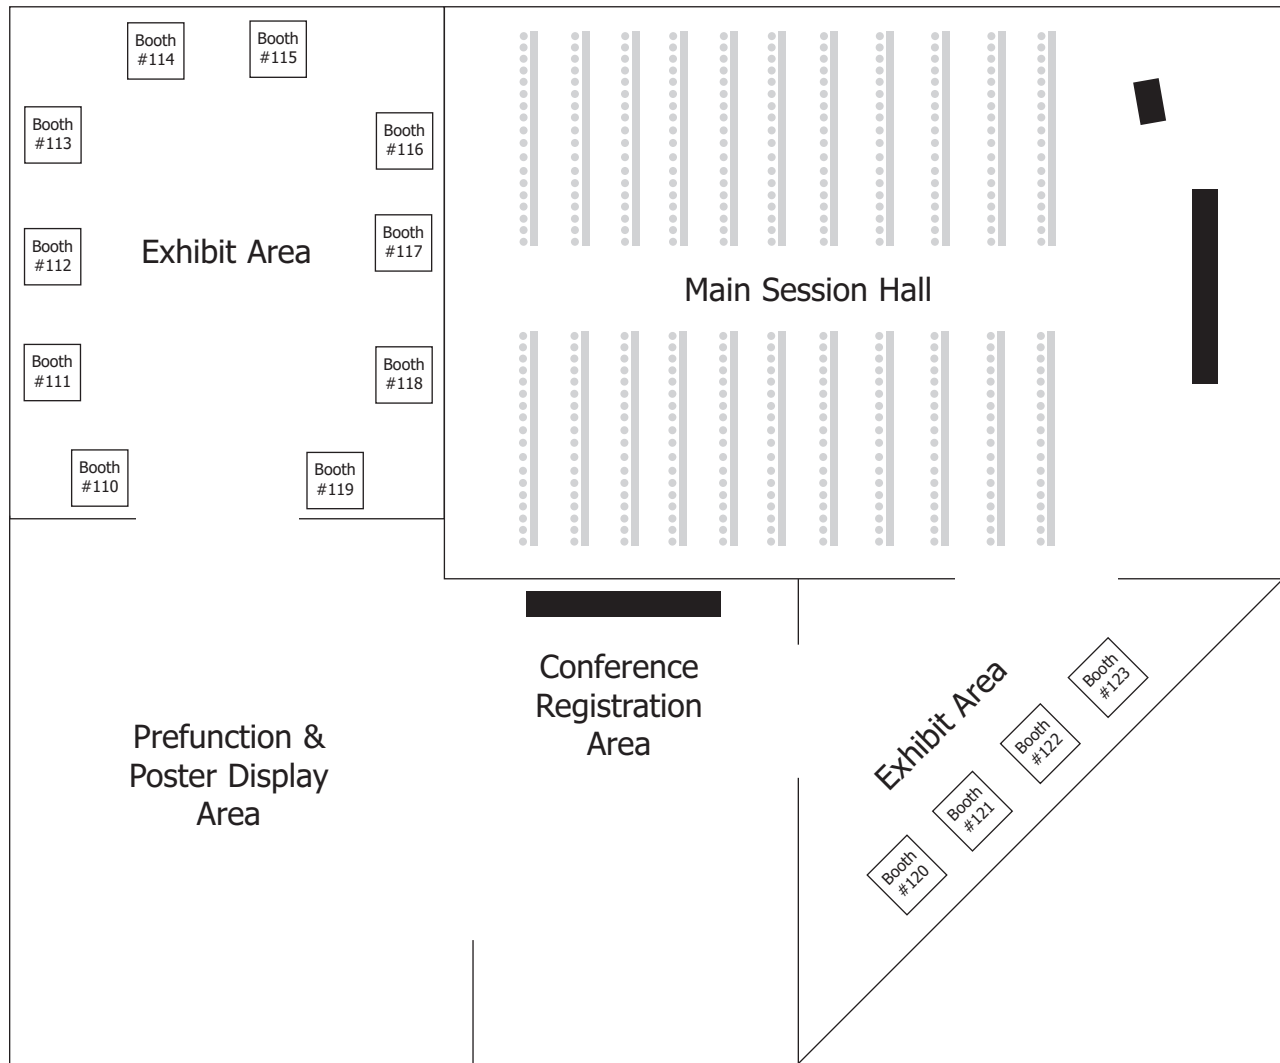 Booth
#114
Booth
#115
Booth
#113
Booth
#116
Booth
#112
Exhibit Area
Booth
#117
Main Session Hall
Booth
#111
Booth
#118
Booth
#110
Booth
#119
Prefunction &
Poster Display
Area
Conference
Registration
Area
Exhibit Area
Booth
#123
Booth
#122
Booth
#121
Booth
#120